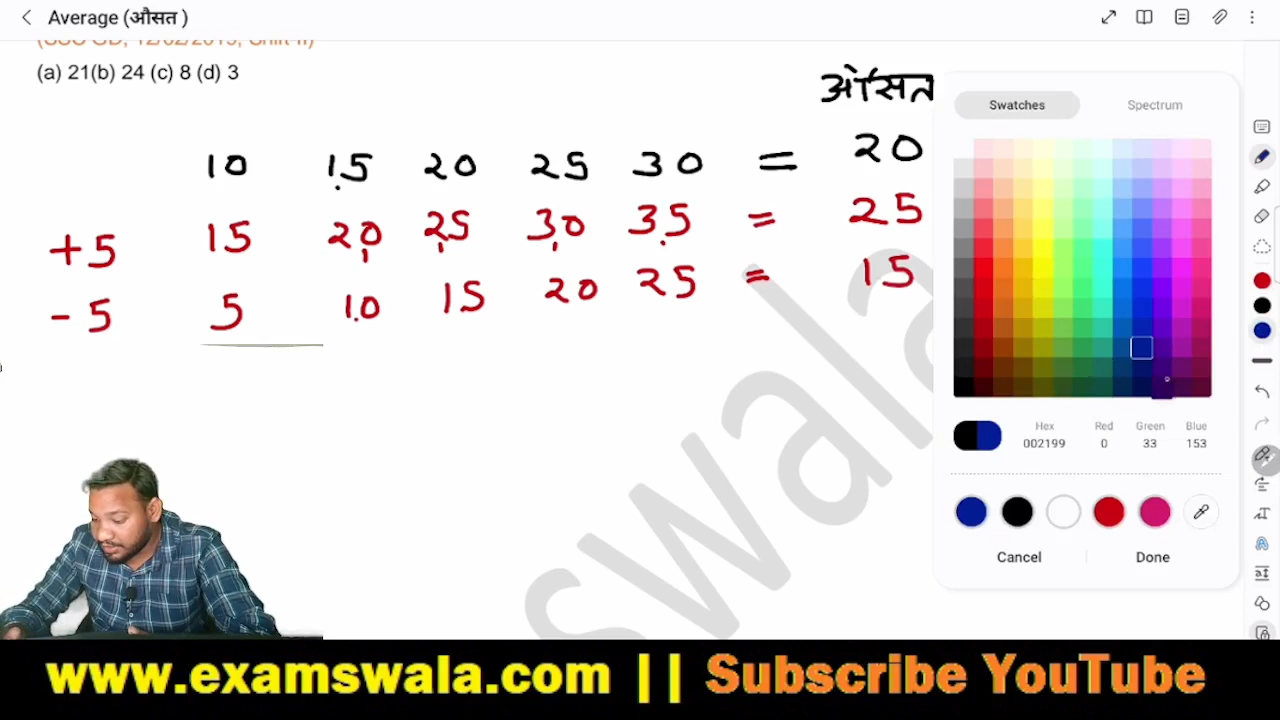 Average (औसत )
(a) 21(b) 24 (c) 8 (d) 3
औसत
10 15 20 25 30 = 20
+5 15 20 25 30 35 = 25
-5 5 10 15 20 25 = 15
Swatches Spectrum
Hex Red Green Blue
002199 0 33 153
Cancel Done
swala
www.examswala.com || Subscribe YouTube